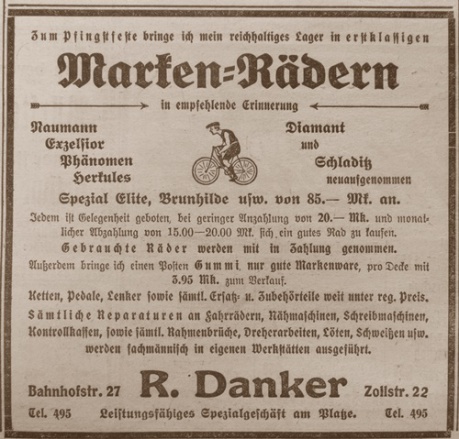 Zum Pfingstfeste bringe ich mein reichhaltiges Lager in erstklassigen
Marken-Rädern
in empfehlende Erinnerung
Naumann
Exzelsior
Phänomen
Herkules
Diamant
und
Schladitz
neuaufgenommen
Spezial Elite, Brunhilde usw. von 85.— Mk. an.
Jedem ist Gelegenheit geboten, bei geringer Anzahlung von 20.— Mk. und monat-
licher Abzahlung von 15.00—20.00 Mk. sich ein gutes Rad zu kaufen.
Gebrauchte Räder werden mit in Zahlung genommen.
Außerdem bringe ich einen Posten Gummi nur gute Markenware, pro Decke mit
3.95 Mk. zum Verkauf.
Ketten, Pedale, Lenker sowie sämtl. Ersatz- u. Zubehörteile weit unter reg. Preis.
Sämtliche Reparaturen an Fahrrädern, Nähmaschinen, Schreibmaschinen,
Kontrollkassen, sowie sämtl. Rahmenbrüche, Dreherarbeiten, Löten, Schweißen usw.
werden fachmännisch in eigenen Werkstätten ausgeführt.
Bahnhofstr. 27 R. Danker Zollstr. 22
Tel. 495 Leistungsfähiges Spezialgeschäft am Platze. Tel. 495